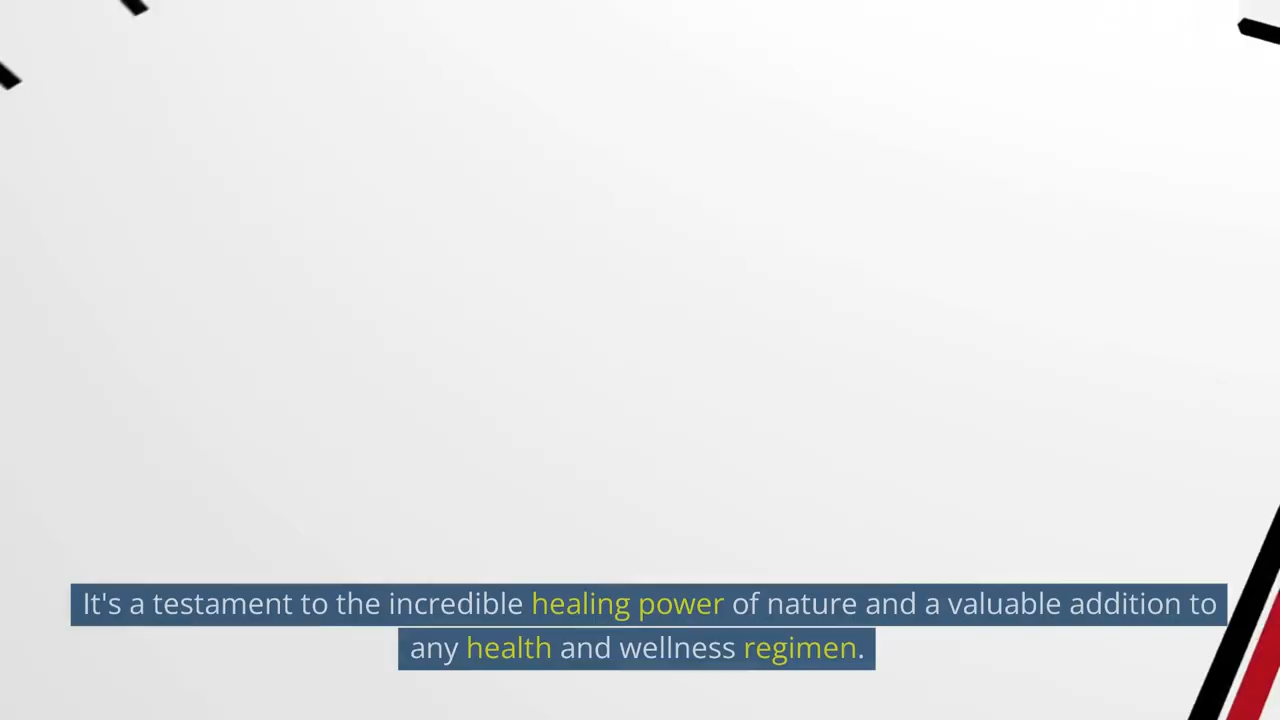 It's a testament to the incredible healing power of nature and a valuable addition to
any health and wellness regimen.